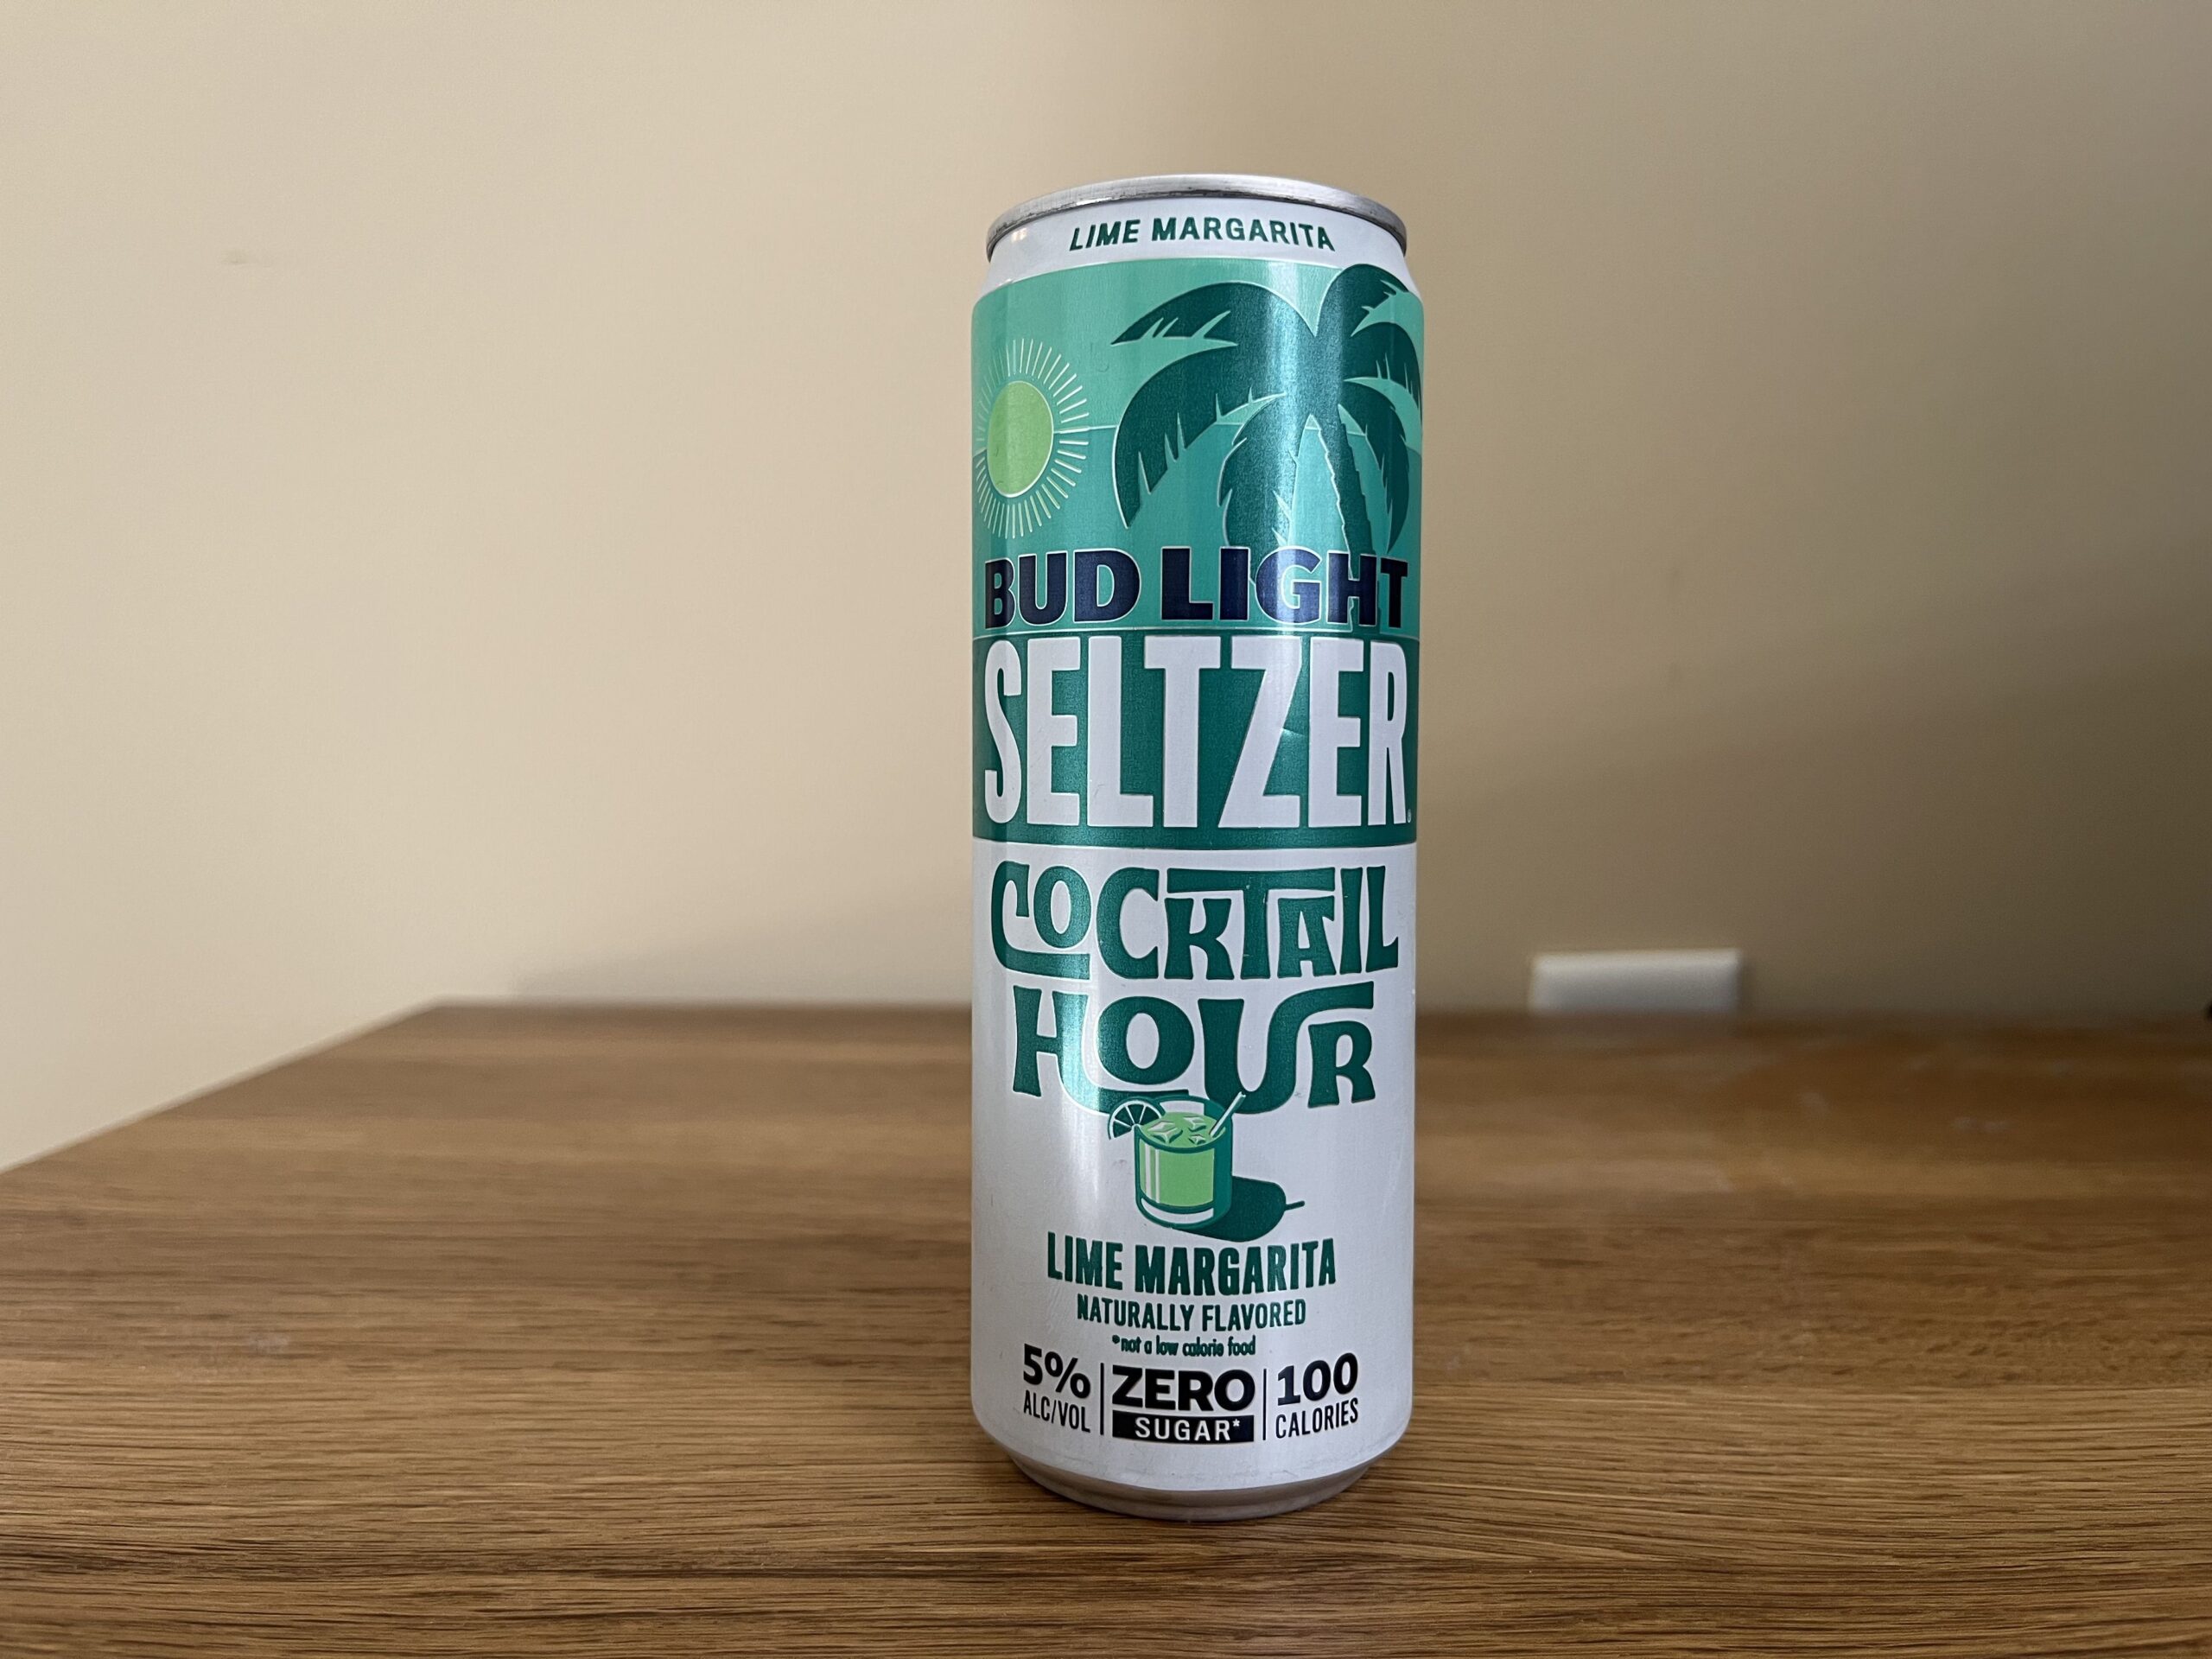 LIME MARGARITA
BUD LIGHT
SELTZER
COCKTAIL
HOUR
LIME MARGARITA
NATURALLY FLAVORED
*not a low calorie food
5% ALC/VOL
ZERO SUGAR*
100 CALORIES